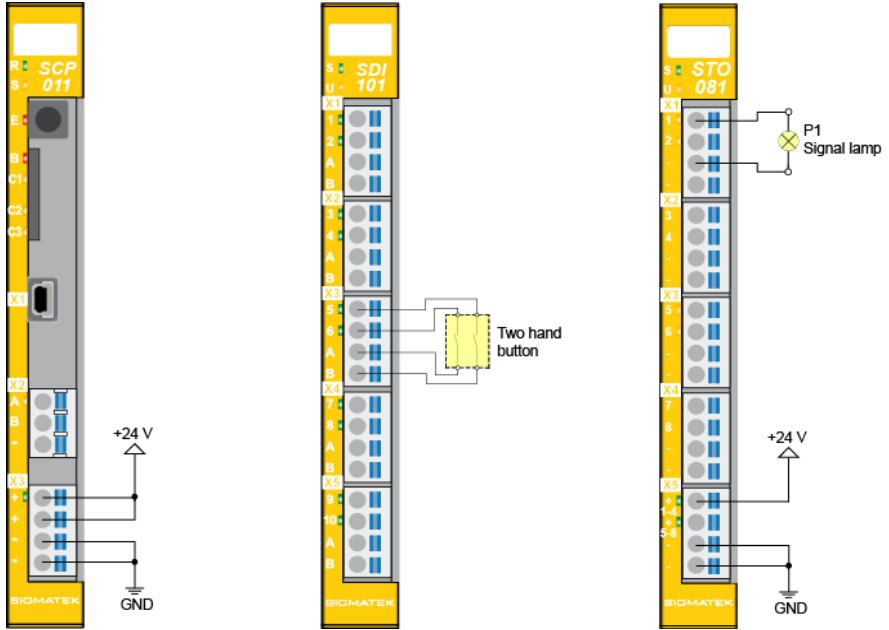 R SCP
S 011
E
B
C1
C2
C3
X1
X2
A
B
-
X3
+
+
-
-
SIGMATEK
+24 V
GND
S SDI
U 101
X1
1
2
A
B
X2
3
4
A
B
X3
5
6
A
B
X4
7
8
A
B
X5
9
10
A
B
SIGMATEK
Two hand
button
S STO
U 081
X1
1
2
-
-
X2
3
4
-
-
X3
5
6
-
-
X4
7
8
-
-
X5
+
1-4
+
5-8
-
-
SIGMATEK
P1
Signal lamp
+24 V
GND